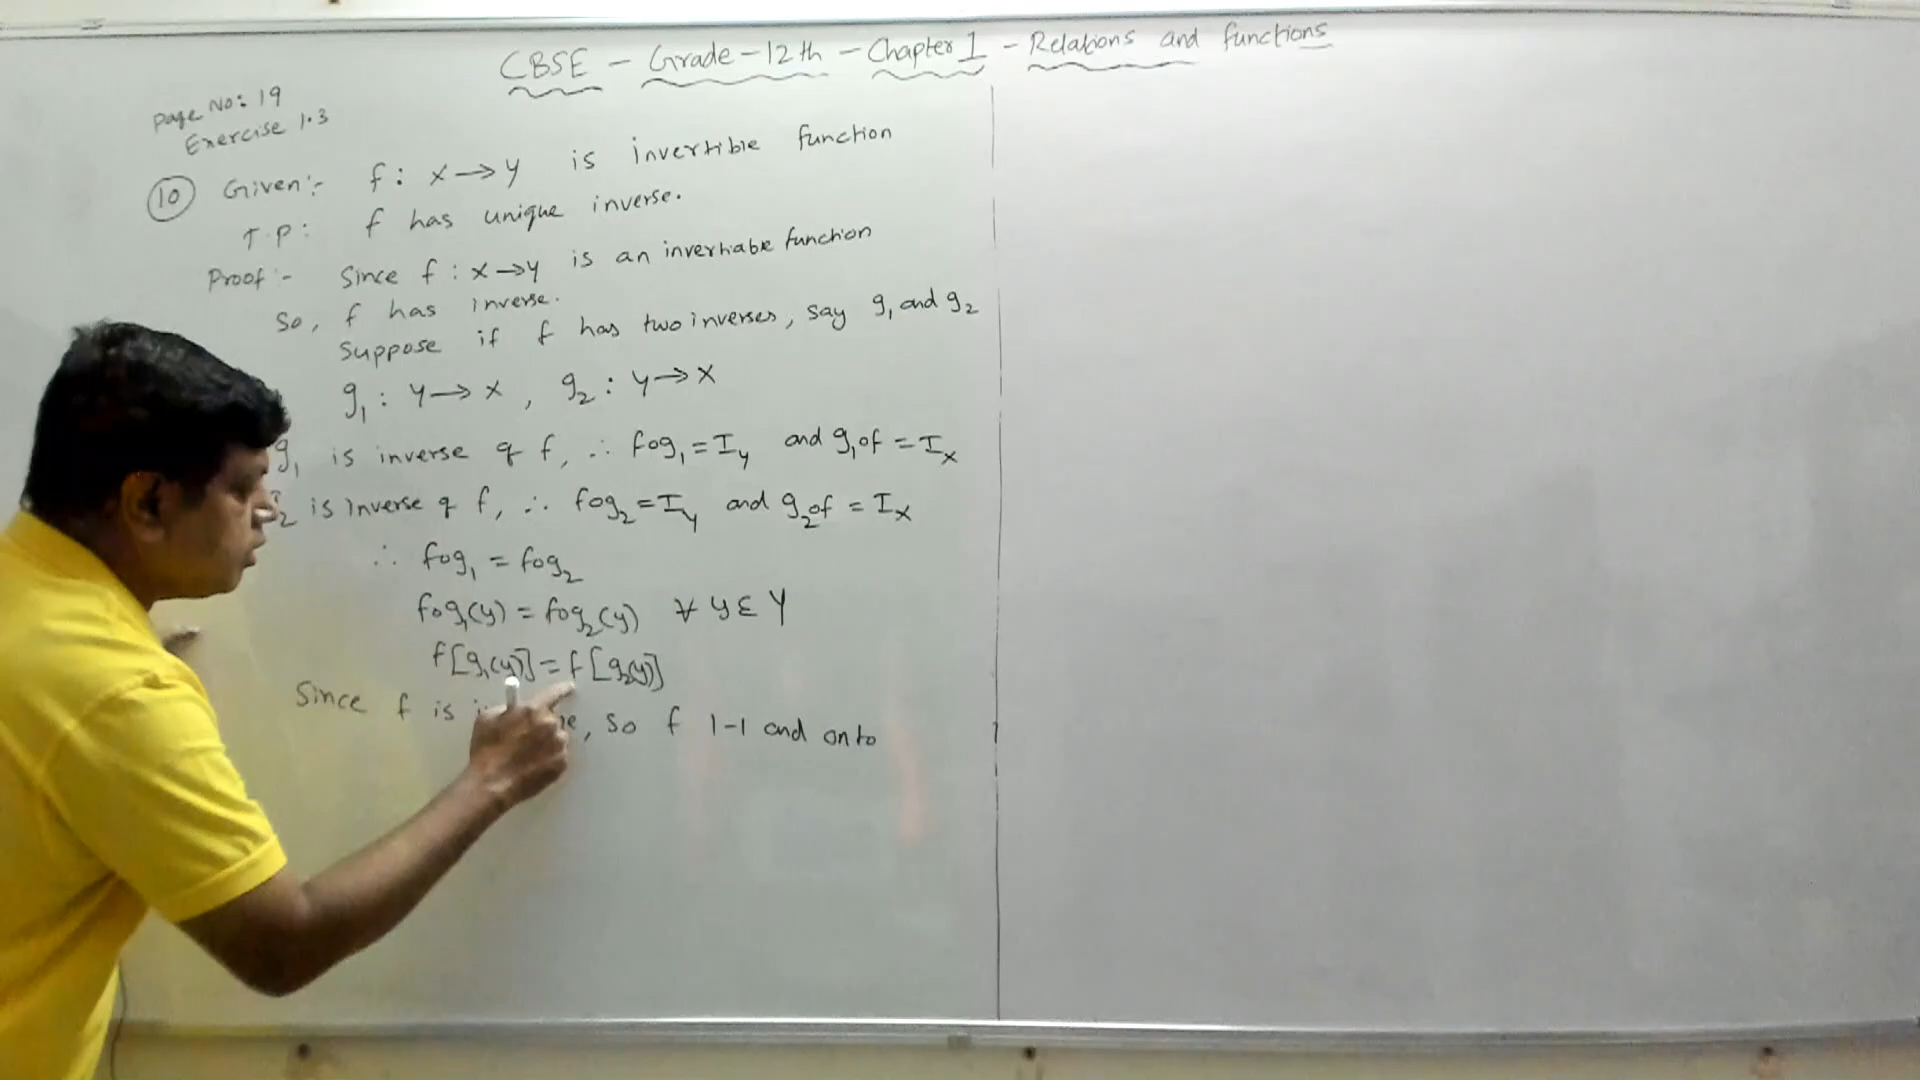 CBSE - Grade-12th - Chapter 1 - Relations and functions
Page No: 19
Exercise 1.3
10 Given:- f: x→y is invertible function
T.P: f has unique inverse.
Proof:- Since f: x→y is an invertiable function
So, f has inverse.
Suppose if f has two inverses, say g₁ and g₂
g₁: y→x, g₂: y→x
g₁ is inverse of f, ∴ fog₁ = I_y and g₁of = I_x
₂ is inverse of f, ∴ fog₂ = I_y and g₂of = I_x
∴ fog₁ = fog₂
fog₁(y) = fog₂(y) ∀ y ∈ Y
f[g₁(y)] = f[g₂(y)]
Since f is , so f 1-1 and onto